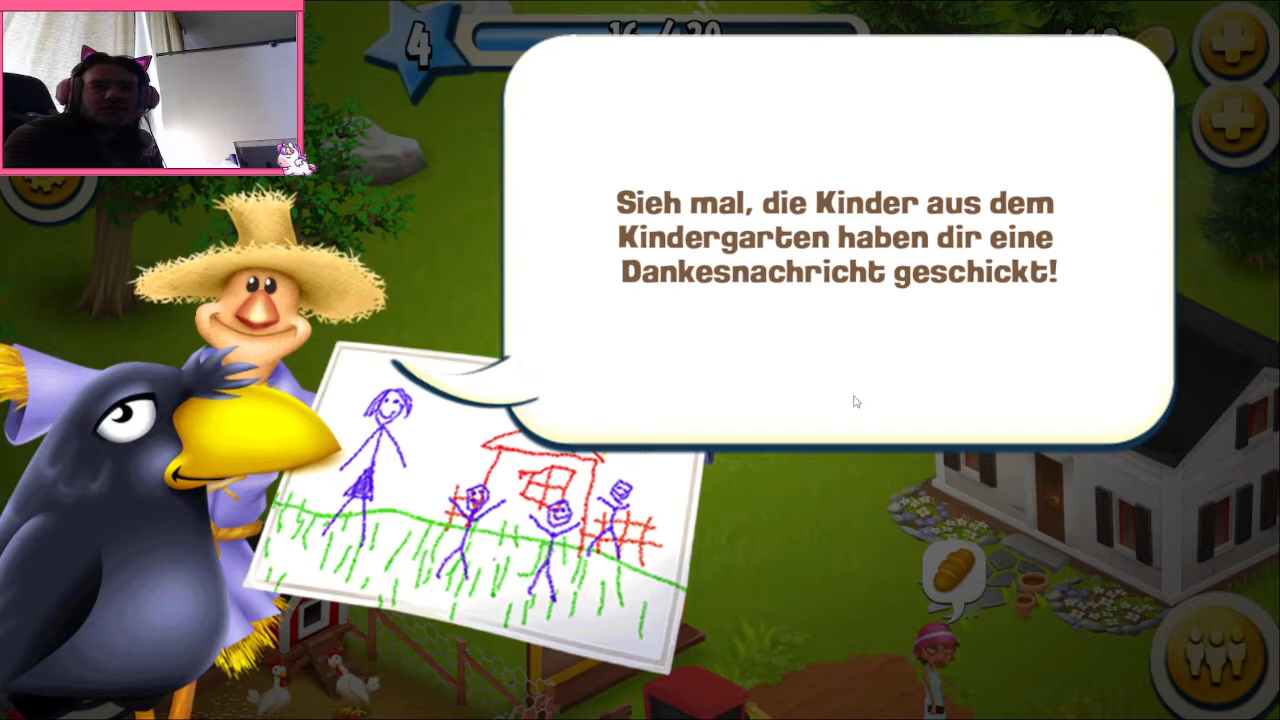 4
Sieh mal, die Kinder aus dem
Kindergarten haben dir eine
Dankesnachricht geschickt!